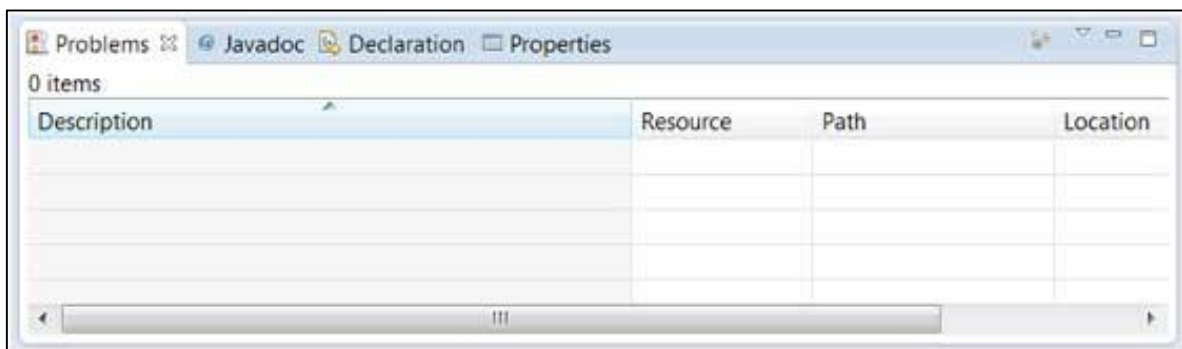 Problems Javadoc Declaration Properties
0 items
Description Resource Path Location